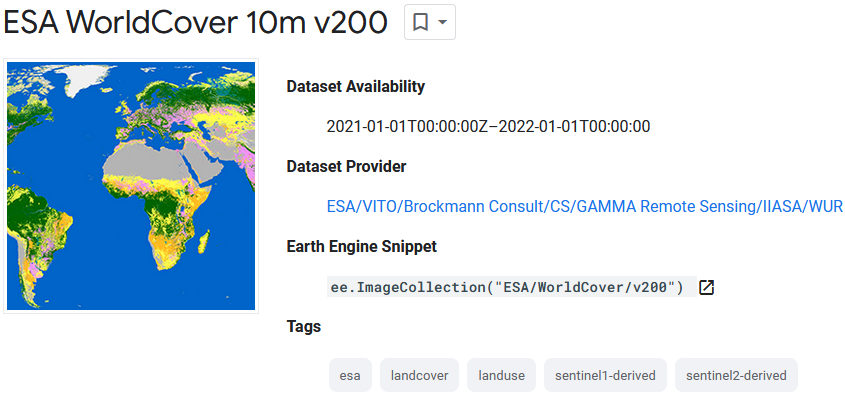 ESA WorldCover 10m v200
Dataset Availability
2021-01-01T00:00:00Z–2022-01-01T00:00:00
Dataset Provider
ESA/VITO/Brockmann Consult/CS/GAMMA Remote Sensing/IIASA/WUR
Earth Engine Snippet
ee.ImageCollection("ESA/WorldCover/v200")
Tags
esa landcover landuse sentinel1-derived sentinel2-derived